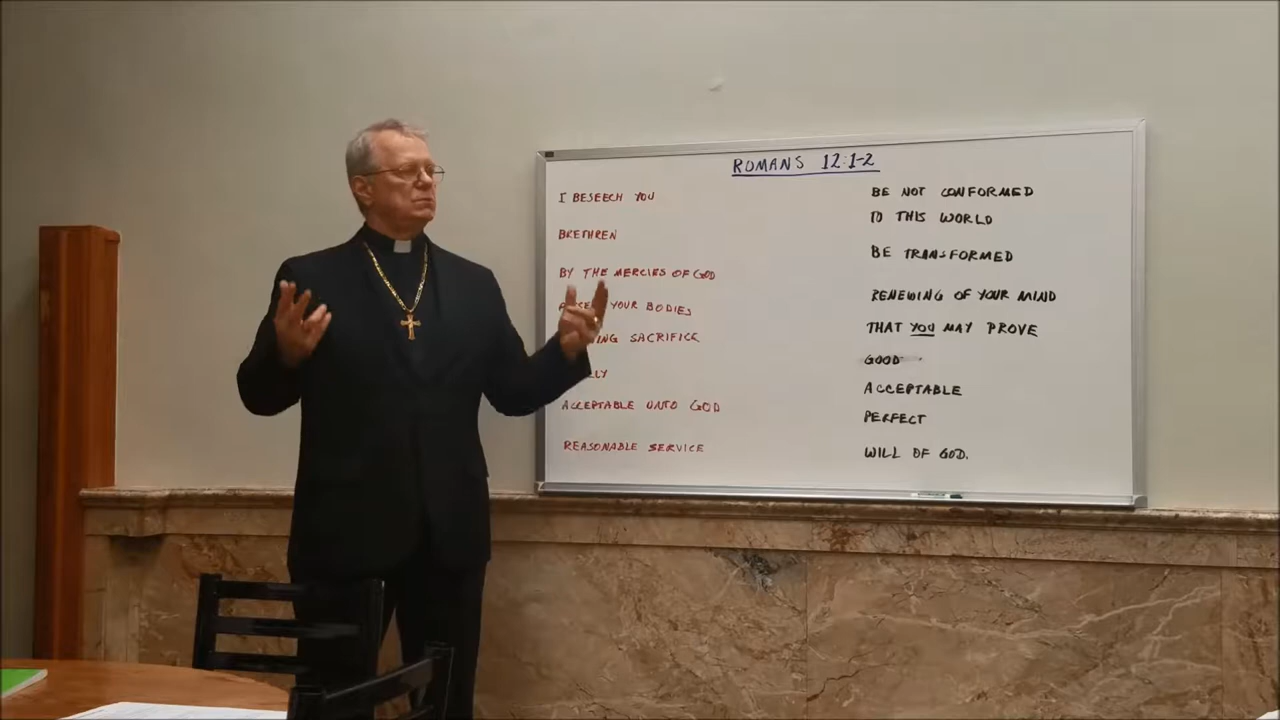 ROMANS 12:1-2
I BESEECH YOU
BRETHREN
BY THE MERCIES OF GOD
YOUR BODIES
SACRIFICE
ACCEPTABLE UNTO GOD
REASONABLE SERVICE
BE NOT CONFORMED
TO THIS WORLD
BE TRANSFORMED
RENEWING OF YOUR MIND
THAT YOU MAY PROVE
GOOD
ACCEPTABLE
PERFECT
WILL OF GOD.